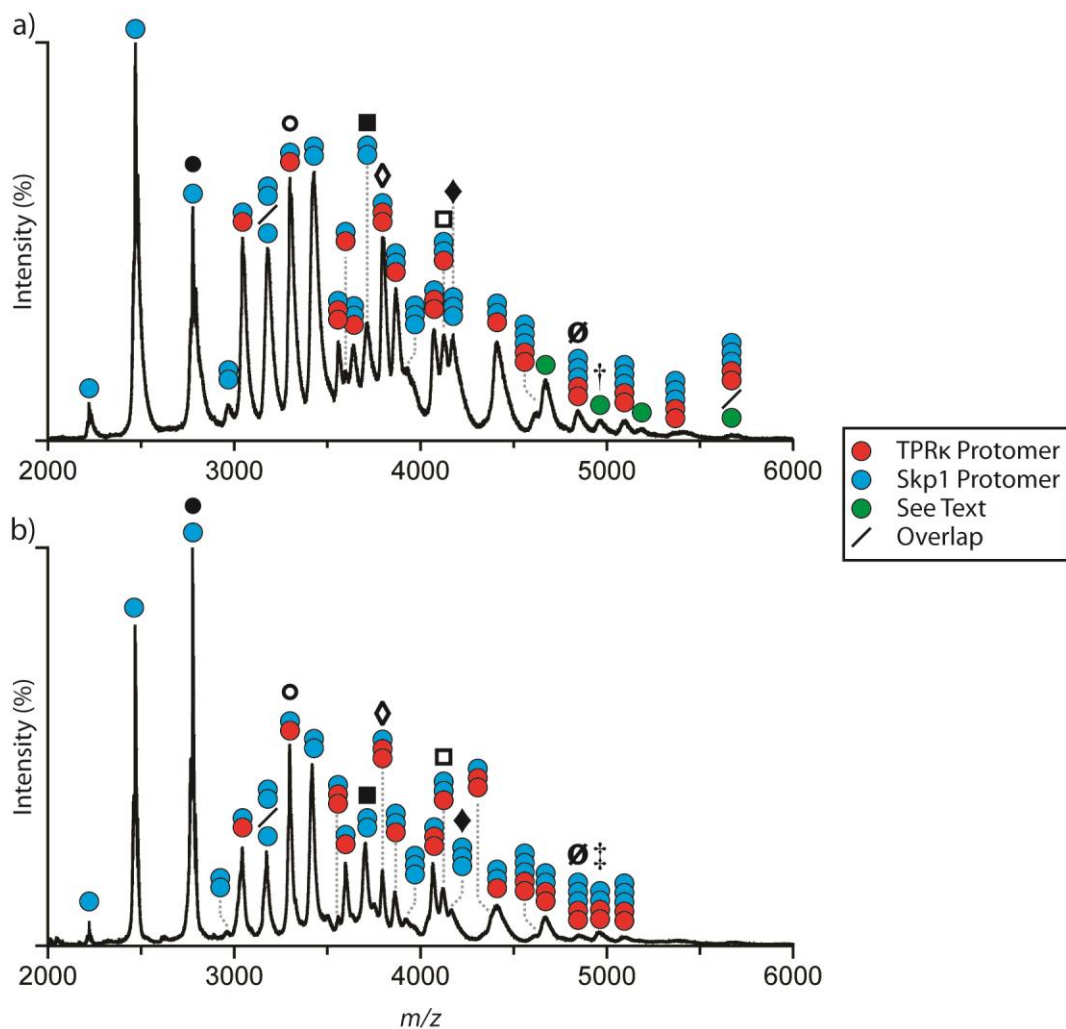 a)
Ø
†
Intensity (%)
2000 3000 4000 5000 6000
TPRκ Protomer
Skp1 Protomer
See Text
Overlap
b)
Ø ‡
Intensity (%)
2000 3000 4000 5000 6000
m/z